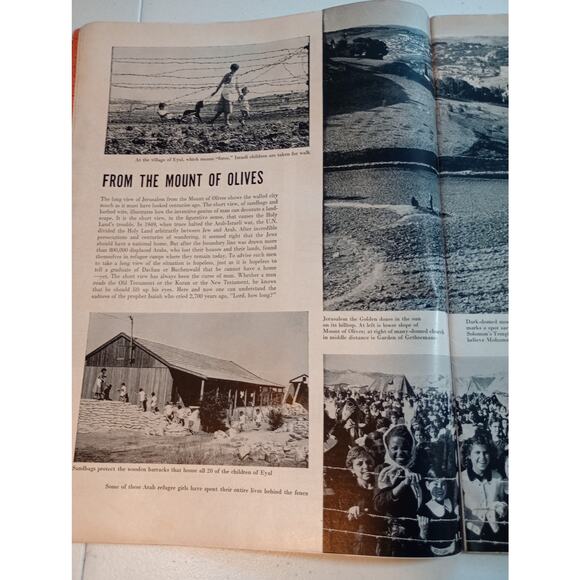 At the village of Eyal, which means "force," Israeli children are taken for walk
FROM THE MOUNT OF OLIVES
The long view of Jerusalem from the Mount of Olives shows the walled city
much as it must have looked centuries ago. The short view, of sandbags and
barbed wire, illustrates how the inventive genius of man can decorate a land-
scape. It is the short view, in the figurative sense, that causes the Holy
Land's trouble. In 1949, when truce halted the Arab-Israeli war, the U.N.
divided the Holy Land arbitrarily between Jew and Arab. After incredible
persecutions and centuries of wandering, it seemed right that the Jews
should have a national home. But after the boundary line was drawn more
than 800,000 displaced Arabs, who lost their houses and their lands, found
themselves in refugee camps where they remain today. To advise such men
to take a long view of the situation is hopeless, just as it is hopeless to
tell a graduate of Dachau or Buchenwald that he cannot have a home
—yet. The short view has always been the curse of man. Whether a man
reads the Old Testament or the Koran or the New Testament, he knows
that he should lift up his eyes. Here and now one can understand the
sadness of the prophet Isaiah who cried 2,700 years ago, "Lord, how long?"
Jerusalem the Golden dozes in the sun
on its hilltop. At left is lower slope of
Mount of Olives; at right of many-domed church
in middle distance is Garden of Gethsemane
Dark-domed mos
marks a spot
Solomon's Temp
believe Moham
Sandbags protect the wooden barracks that house all 20 of the children of Eyal
Some of these Arab refugee girls have spent their entire lives behind the fence